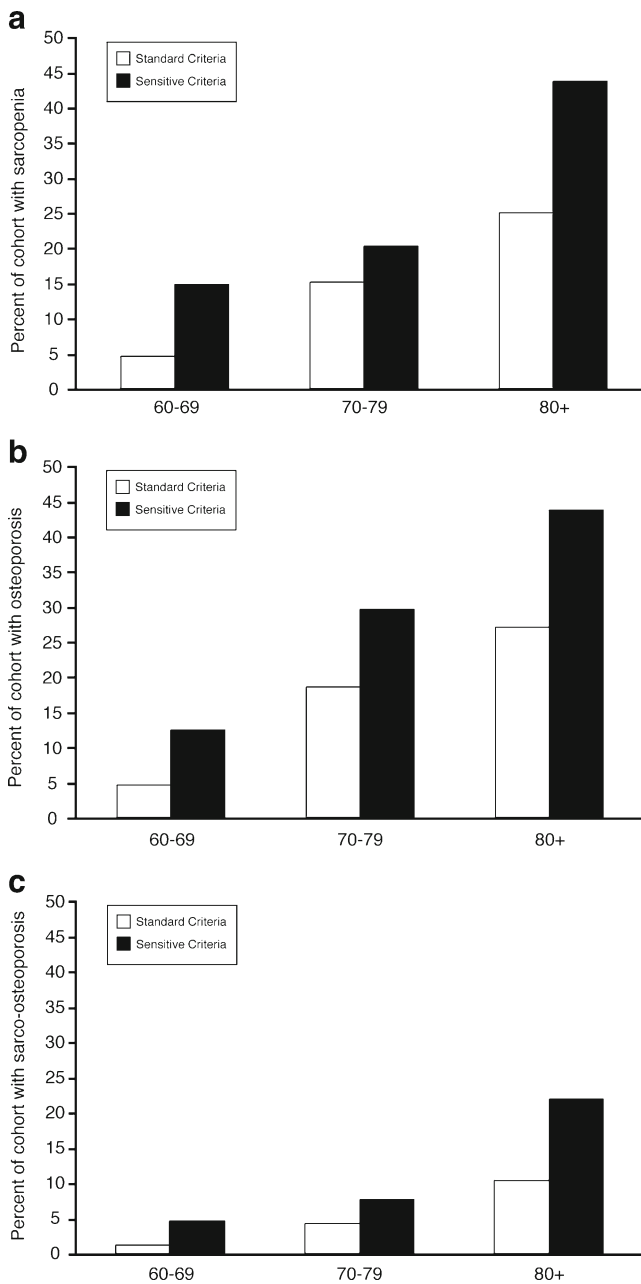 a
Percent of cohort with sarcopenia
50
45
40
35
30
25
20
15
10
5
0
Standard Criteria
Sensitive Criteria
60-69 70-79 80+
b
Percent of cohort with osteoporosis
50
45
40
35
30
25
20
15
10
5
0
Standard Criteria
Sensitive Criteria
60-69 70-79 80+
c
Percent of cohort with sarco-osteoporosis
50
45
40
35
30
25
20
15
10
5
0
Standard Criteria
Sensitive Criteria
60-69 70-79 80+